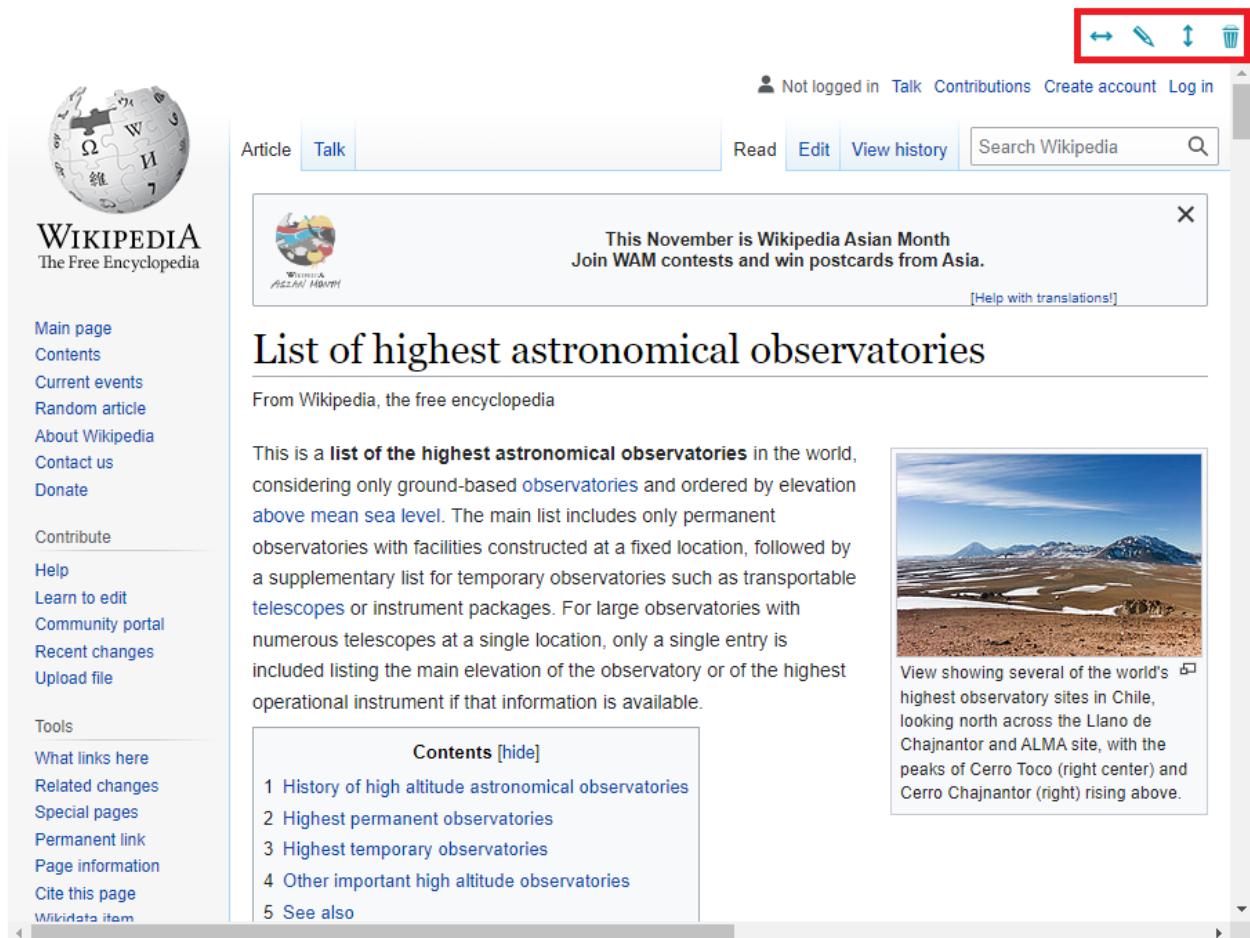 Not logged in Talk Contributions Create account Log in
Article Talk Read Edit View history Search Wikipedia
WIKIPEDIA
The Free Encyclopedia
Main page
Contents
Current events
Random article
About Wikipedia
Contact us
Donate
Contribute
Help
Learn to edit
Community portal
Recent changes
Upload file
Tools
What links here
Related changes
Special pages
Permanent link
Page information
Cite this page
Wikidata item
WIKIPEDIA
ASIAN MONTH
This November is Wikipedia Asian Month
Join WAM contests and win postcards from Asia.
[Help with translations!]
List of highest astronomical observatories
From Wikipedia, the free encyclopedia
This is a list of the highest astronomical observatories in the world,
considering only ground-based observatories and ordered by elevation
above mean sea level. The main list includes only permanent
observatories with facilities constructed at a fixed location, followed by
a supplementary list for temporary observatories such as transportable
telescopes or instrument packages. For large observatories with
numerous telescopes at a single location, only a single entry is
included listing the main elevation of the observatory or of the highest
operational instrument if that information is available.
View showing several of the world's
highest observatory sites in Chile,
looking north across the Llano de
Chajnantor and ALMA site, with the
peaks of Cerro Toco (right center) and
Cerro Chajnantor (right) rising above.
Contents [hide]
1 History of high altitude astronomical observatories
2 Highest permanent observatories
3 Highest temporary observatories
4 Other important high altitude observatories
5 See also